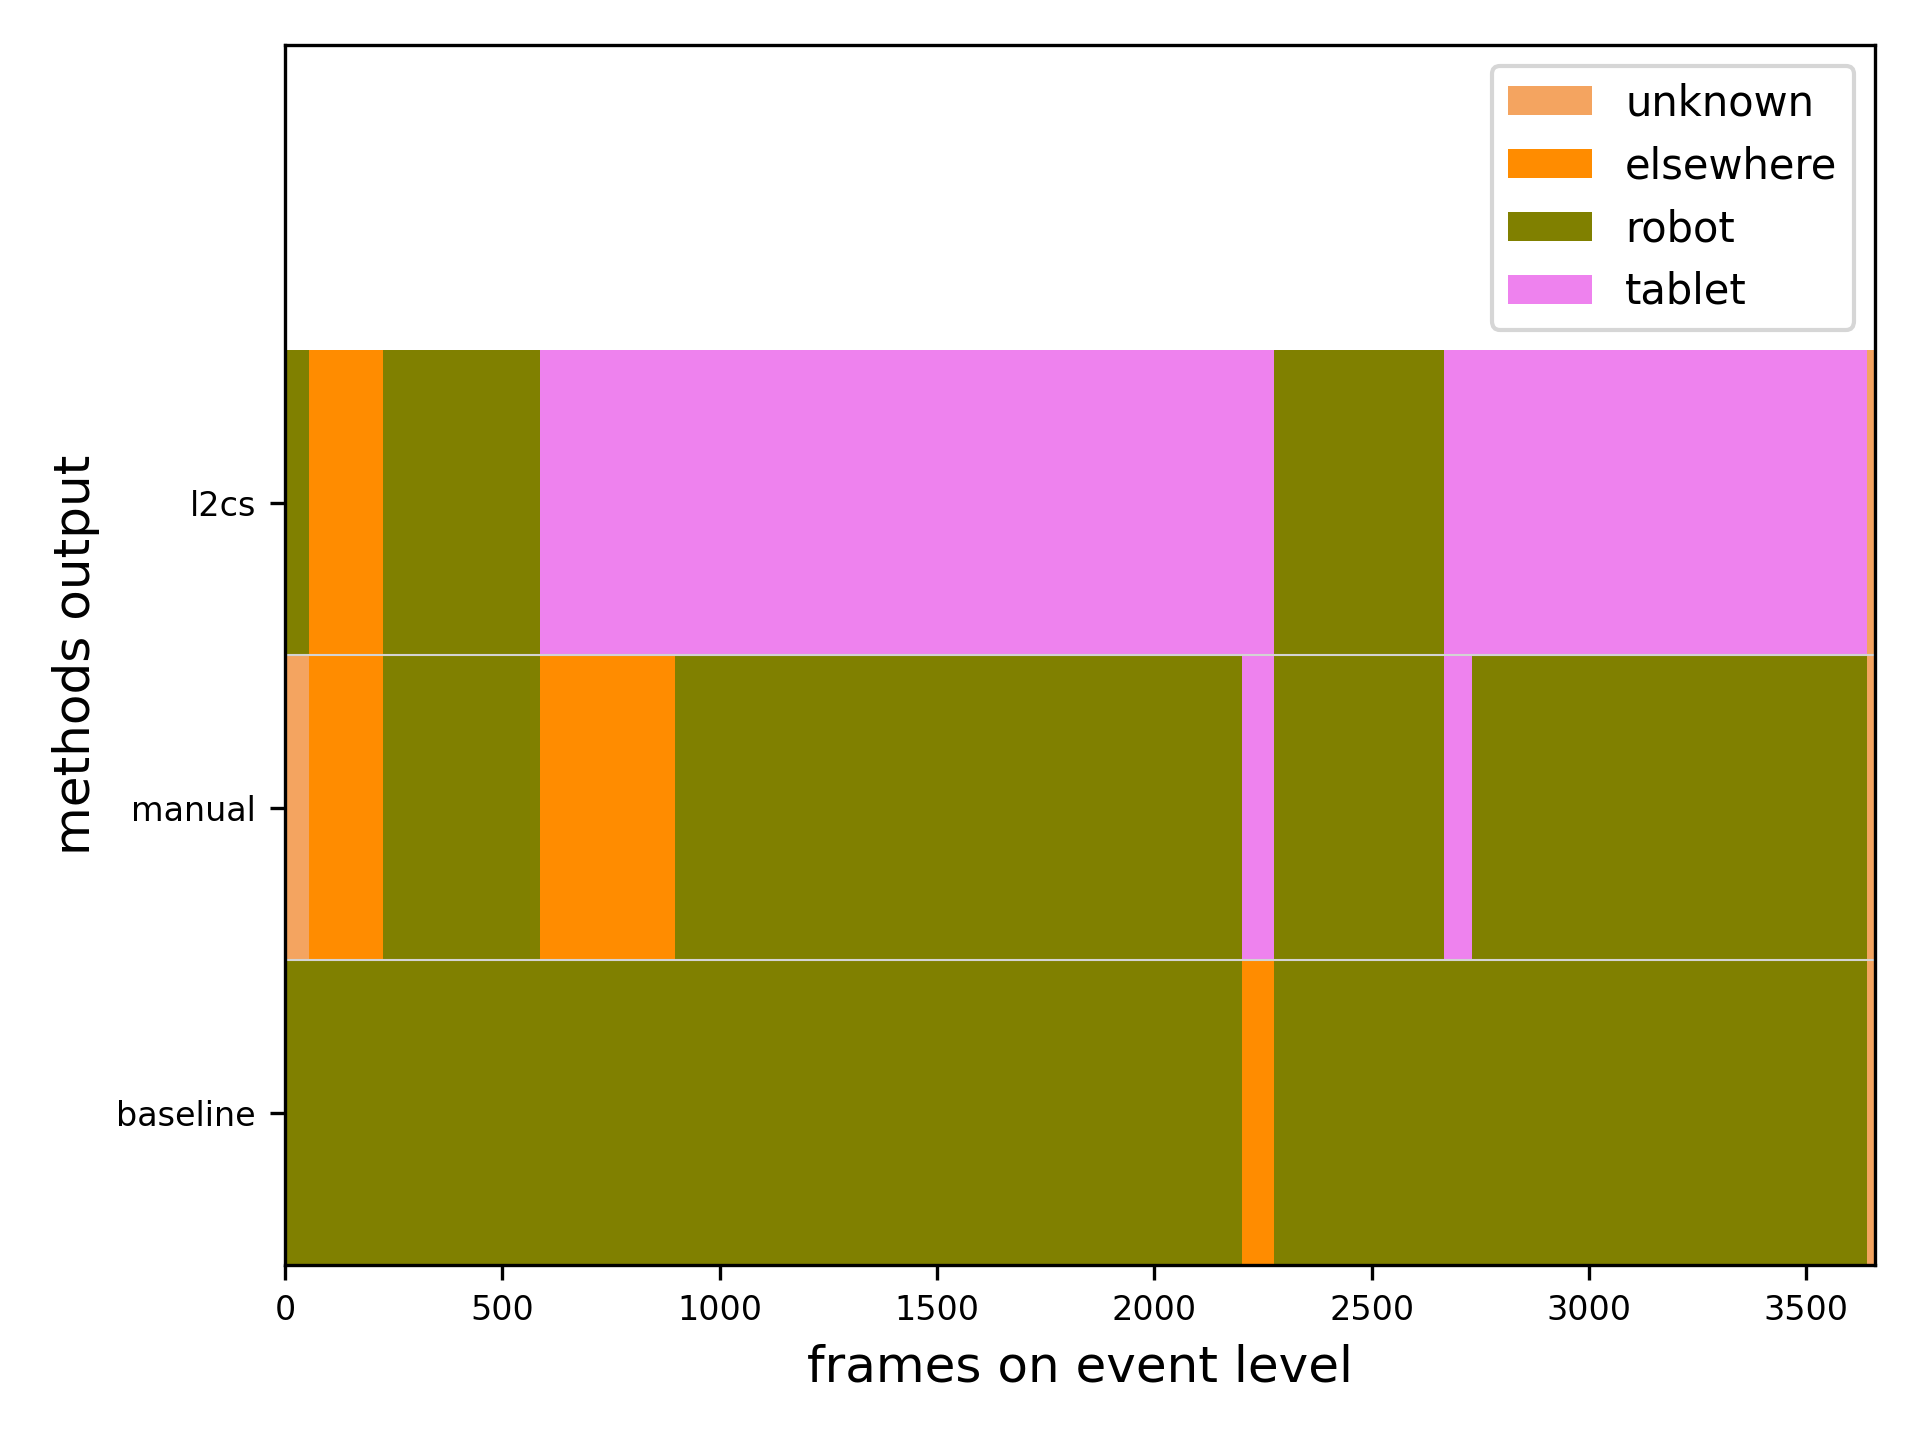 unknown
elsewhere
robot
tablet
methods output
l2cs
manual
baseline
0 500 1000 1500 2000 2500 3000 3500
frames on event level